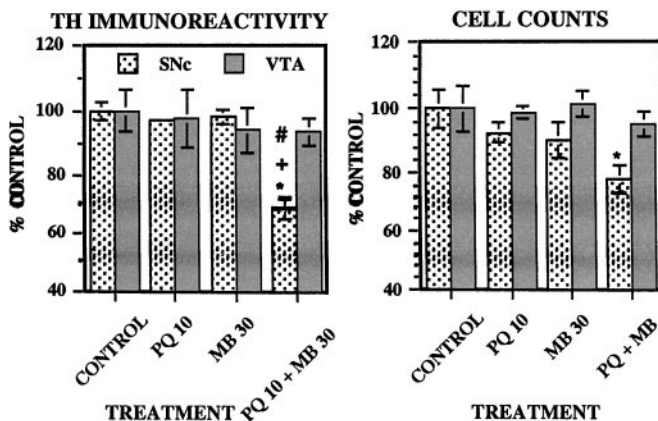 TH IMMUNOREACTIVITY
120
100
80
60
40
% CONTROL
SNc
VTA
#
+
*
CONTROL
PQ 10
MB 30
PQ 10 + MB 30
TREATMENT
CELL COUNTS
120
100
80
60
40
% CONTROL
*
CONTROL
PQ 10
MB 30
PQ + MB
TREATMENT